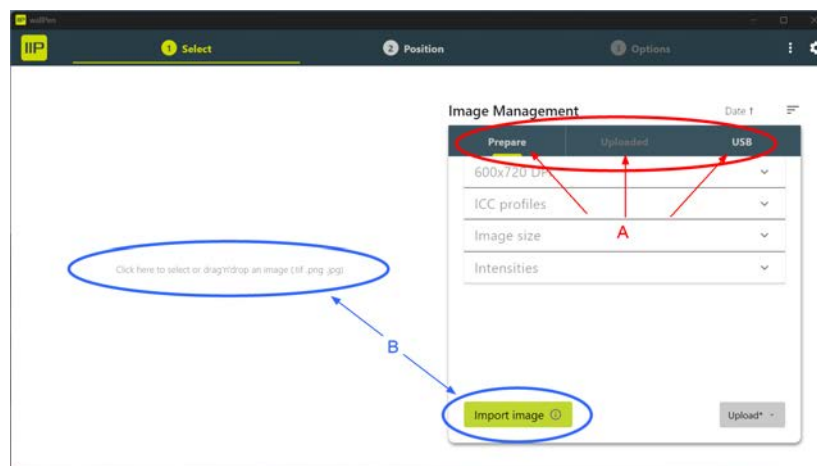 wallPen
IIP
1 Select
2 Position
3 Options
Image Management
Date ↑
Prepare
Uploaded
USB
600x720 DPI
ICC profiles
Image size
Intensities
A
Click here to select or drag'n'drop an image (.tif .png .jpg)
B
Import image
Upload*